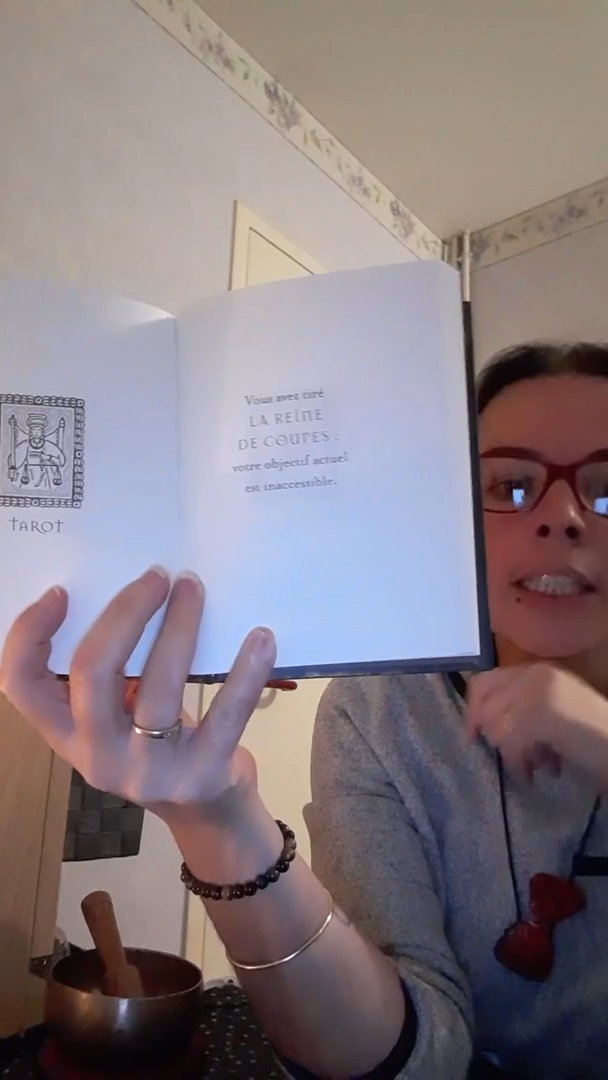 TAROT
Vous avez tiré
LA REINE
DE COUPES :
votre objectif actuel
est inaccessible.